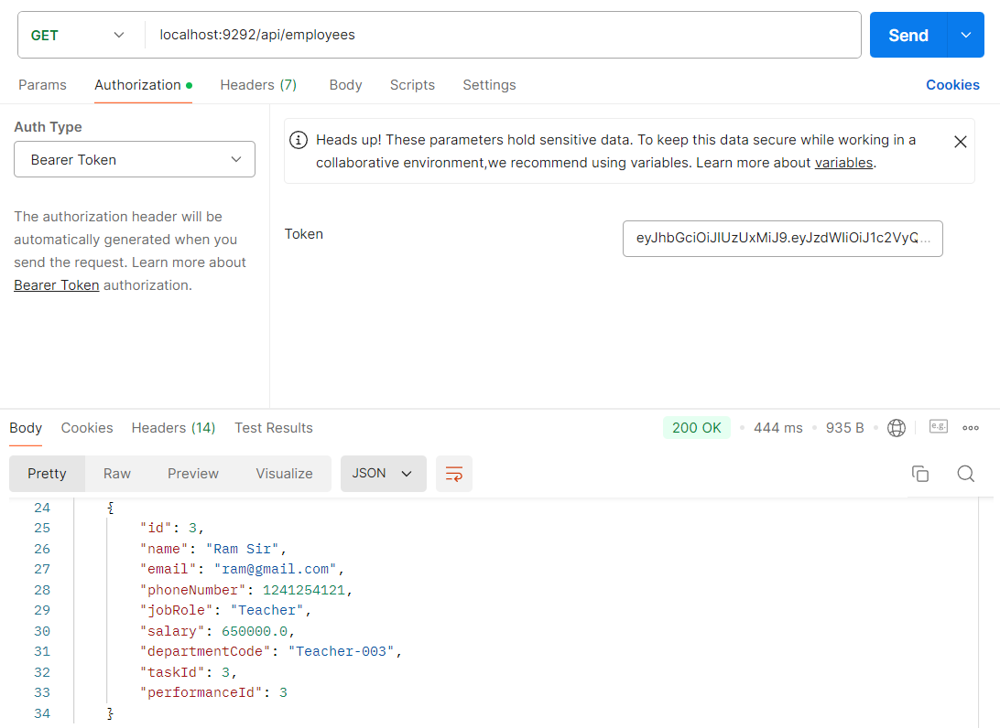 GET
localhost:9292/api/employees
Send
Params Authorization Headers (7) Body Scripts Settings Cookies
Auth Type
Bearer Token
The authorization header will be
automatically generated when you
send the request. Learn more about
Bearer Token authorization.
Heads up! These parameters hold sensitive data. To keep this data secure while working in a
collaborative environment,we recommend using variables. Learn more about variables.
Token
eyJhbGciOiJIUzUxMiJ9.eyJzdWIiOiJ1c2VyQ...
Body Cookies Headers (14) Test Results 200 OK 444 ms 935 B e.g.
Pretty Raw Preview Visualize JSON
24 {
25 "id": 3,
26 "name": "Ram Sir",
27 "email": "ram@gmail.com",
28 "phoneNumber": 1241254121,
29 "jobRole": "Teacher",
30 "salary": 650000.0,
31 "departmentCode": "Teacher-003",
32 "taskId": 3,
33 "performanceId": 3
34 }